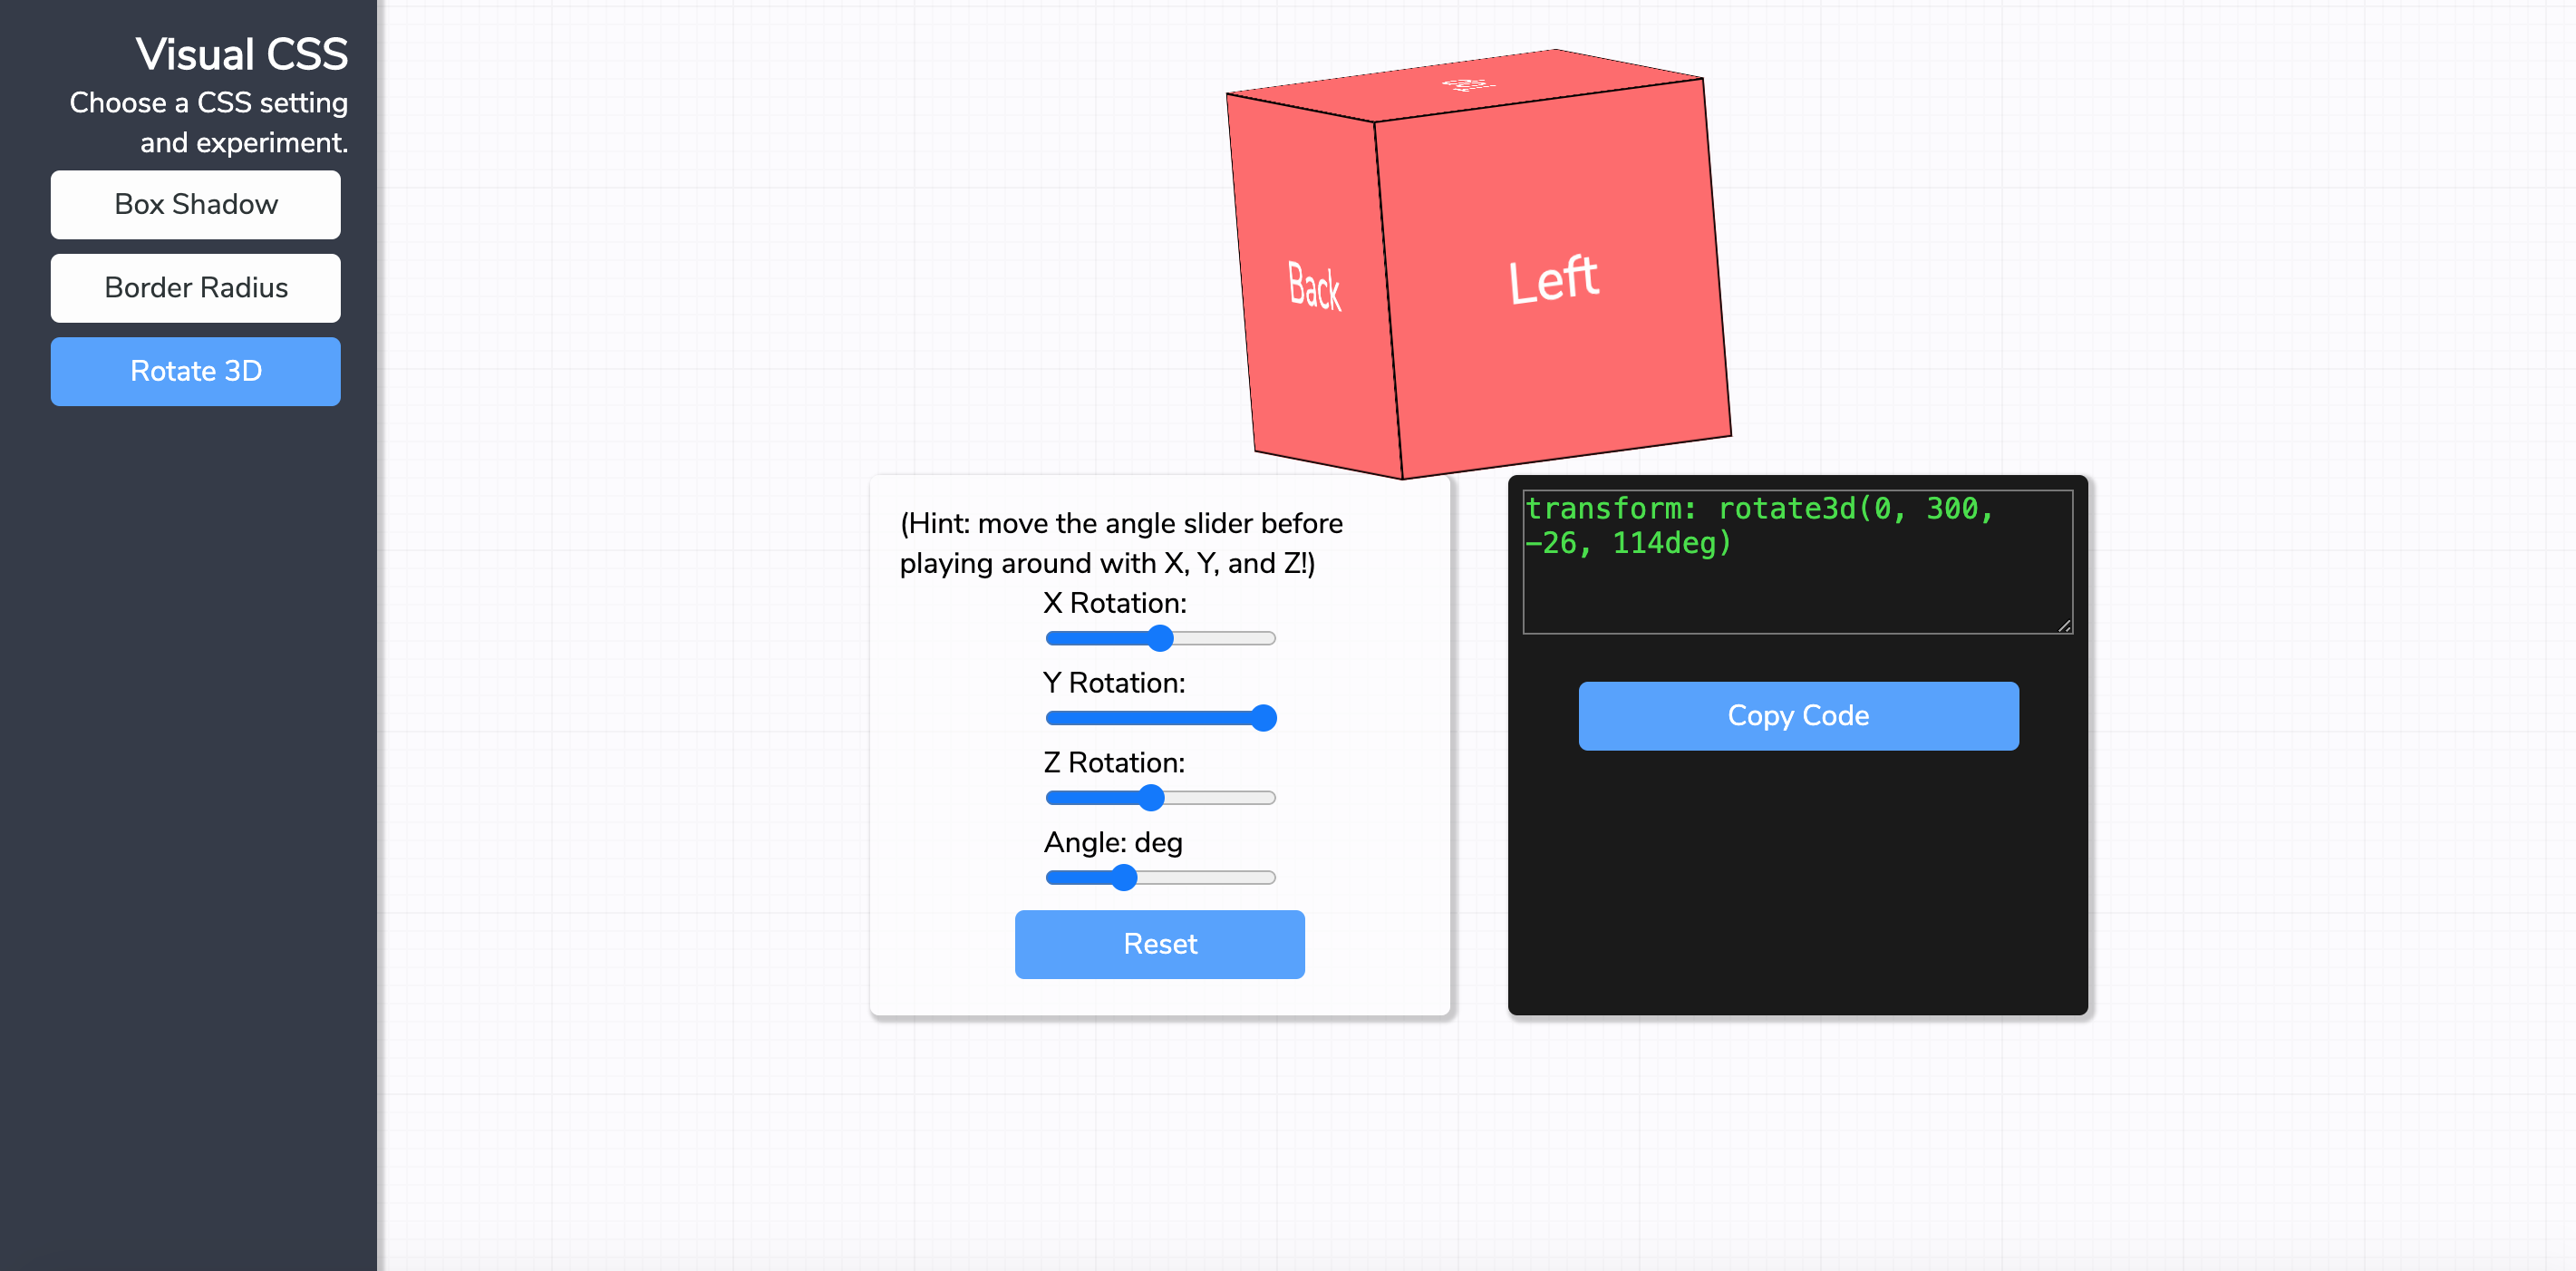 Visual CSS
Choose a CSS setting
and experiment.
Box Shadow
Border Radius
Rotate 3D
Back
Left
(Hint: move the angle slider before
playing around with X, Y, and Z!)
X Rotation:
Y Rotation:
Z Rotation:
Angle: deg
Reset
transform: rotate3d(0, 300,
-26, 114deg)
Copy Code